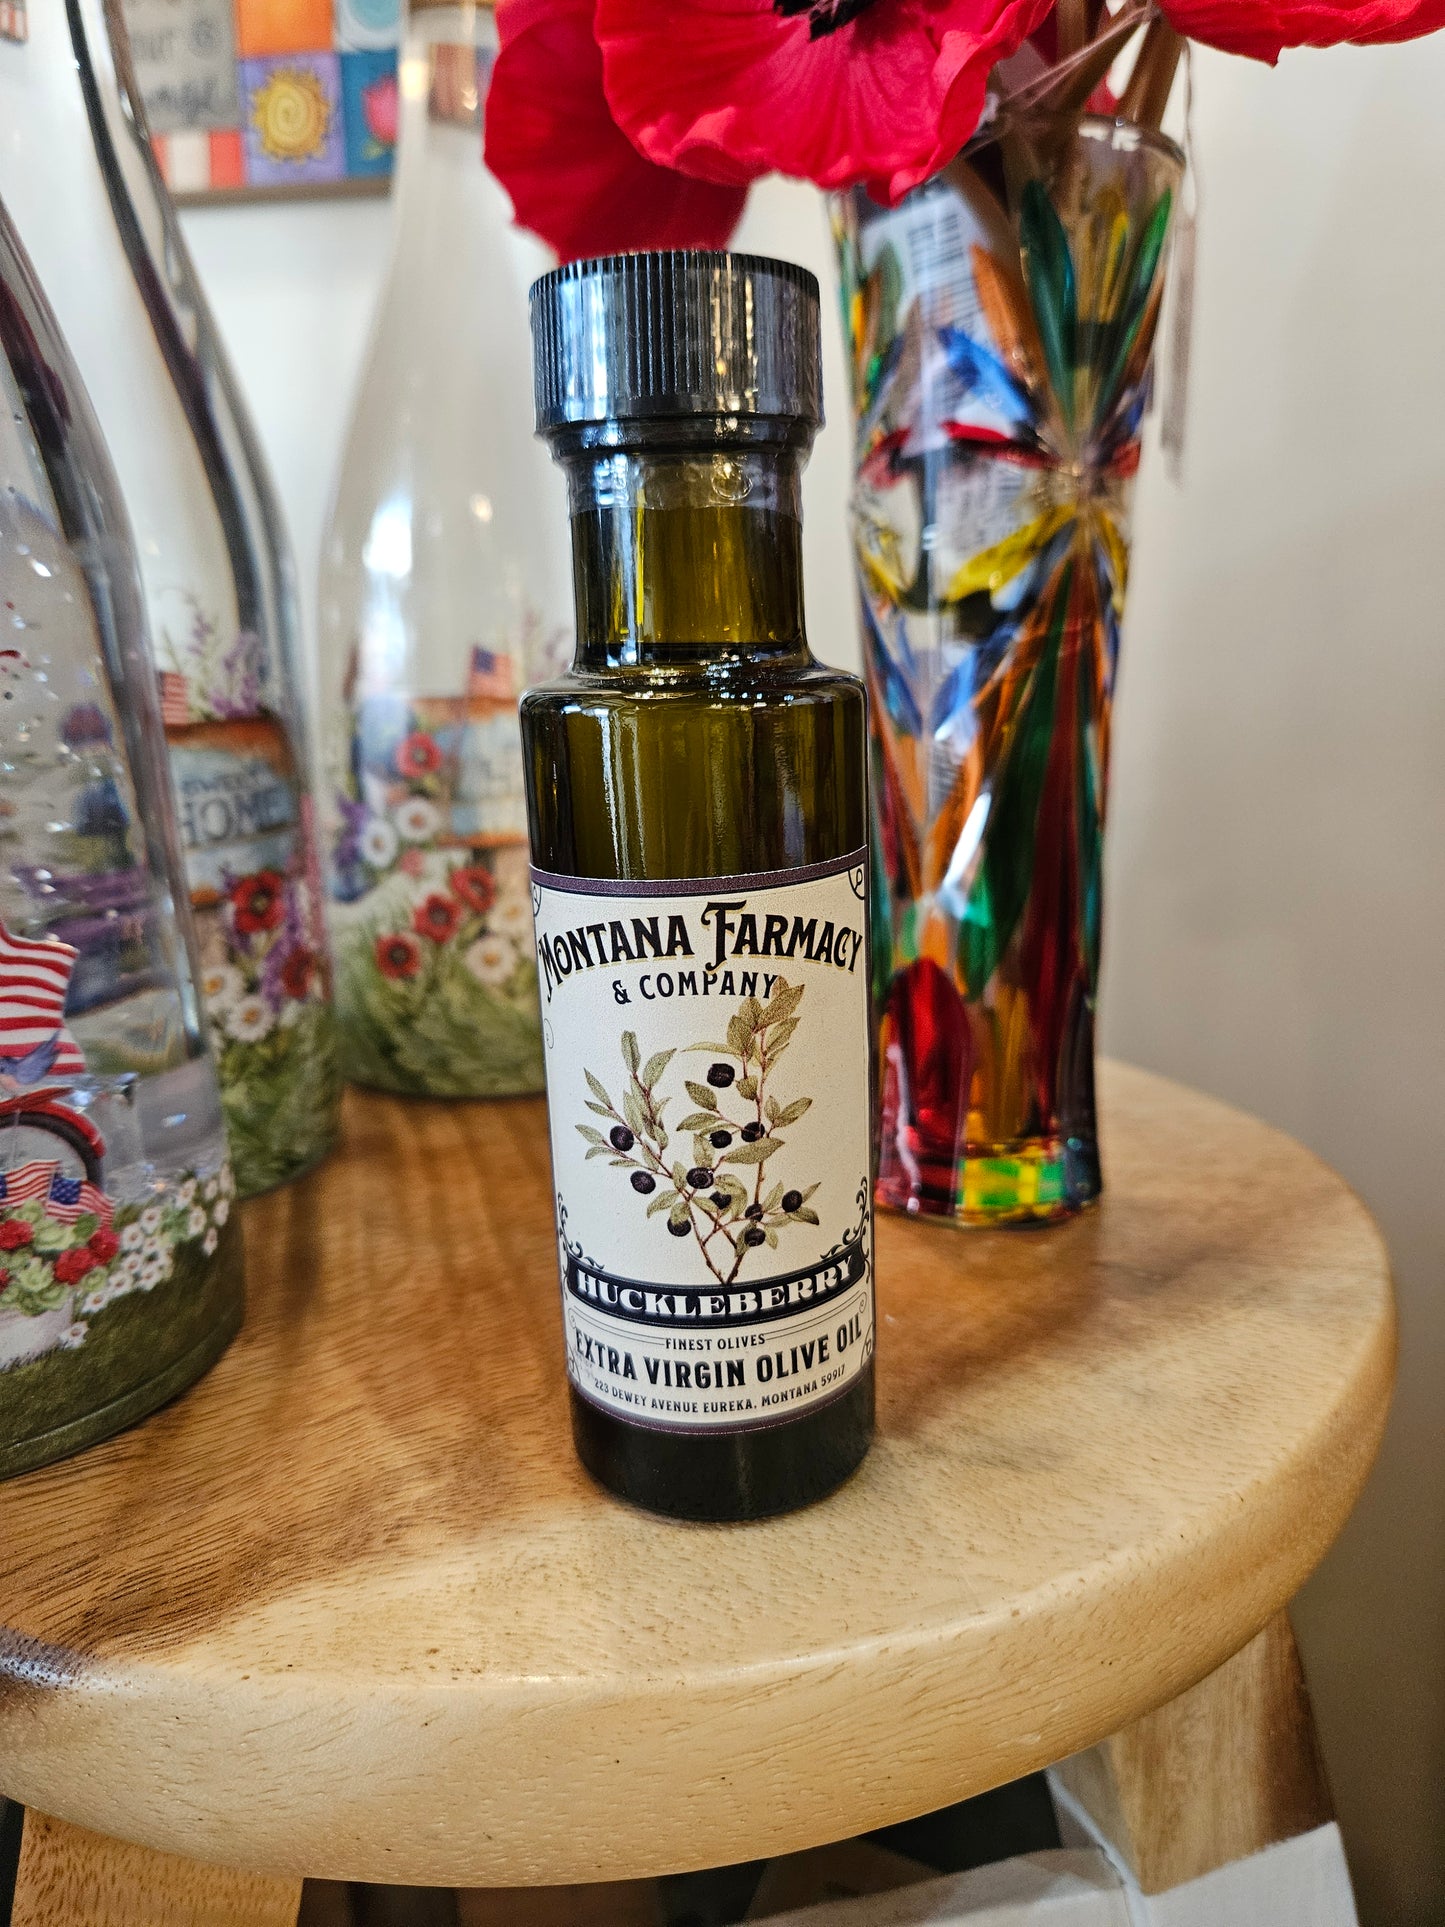 HOME
MONTANA FARMACY
& COMPANY
HUCKLEBERRY
FINEST OLIVES
EXTRA VIRGIN OLIVE OIL
223 DEWEY AVENUE EUREKA, MONTANA 59917